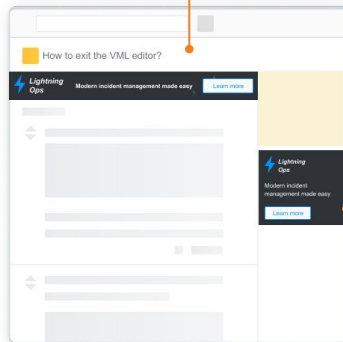 How to exit the VML editor?
Lightning
Ops
Modern incident management made easy
Learn more
Lightning
Ops
Modern incident
management made easy
Learn more